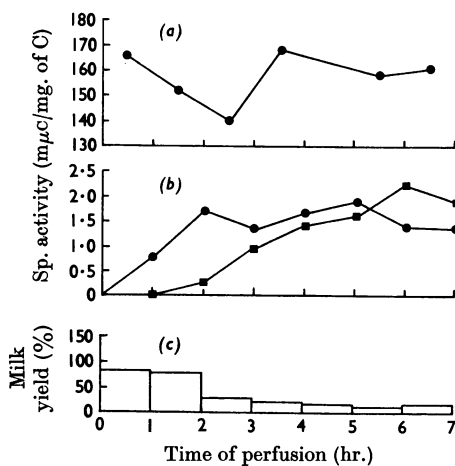 180
170
160
150
140
130
(a)
Sp. activity (mμc/mg. of C)
2·5
2·0
1·5
1·0
0·5
0
(b)
Milk
yield (%)
150
100
50
0
(c)
0 1 2 3 4 5 6 7
Time of perfusion (hr.)